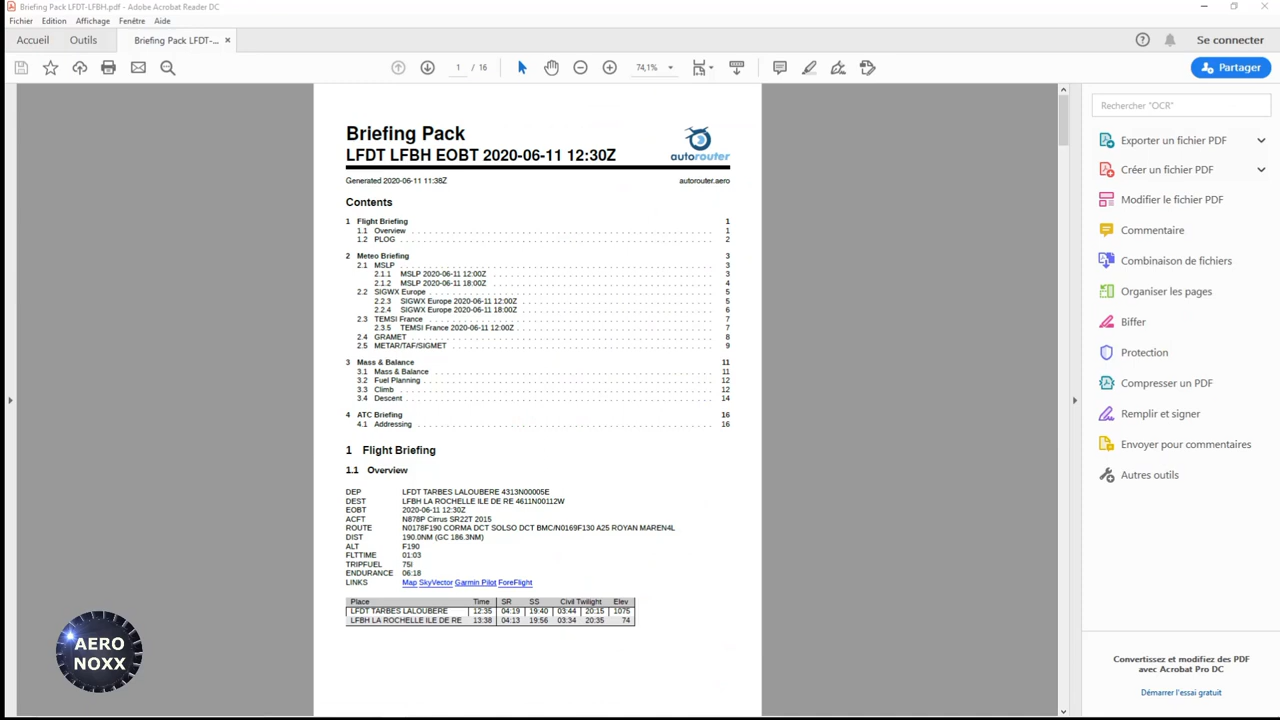 Briefing Pack LFDT-LFBH.pdf - Adobe Acrobat Reader DC
Fichier Edition Affichage Fenêtre Aide
Accueil Outils Briefing Pack LFDT-... × Se connecter
1 / 16 74,1% Partager
Briefing Pack
LFDT LFBH EOBT 2020-06-11 12:30Z
autorouter
Generated 2020-06-11 11:38Z autorouter.aero
Contents
1 Flight Briefing 1
1.1 Overview 1
1.2 PLOG 2
2 Meteo Briefing 3
2.1 MSLP 3
2.1.1 MSLP 2020-06-11 12:00Z 3
2.1.2 MSLP 2020-06-11 18:00Z 4
2.2 SIGWX Europe 5
2.2.3 SIGWX Europe 2020-06-11 12:00Z 5
2.2.4 SIGWX Europe 2020-06-11 18:00Z 6
2.3 TEMSI France 7
2.3.5 TEMSI France 2020-06-11 12:00Z 7
2.4 GRAMET 8
2.5 METAR/TAF/SIGMET 9
3 Mass & Balance 11
3.1 Mass & Balance 11
3.2 Fuel Planning 12
3.3 Climb 12
3.4 Descent 14
4 ATC Briefing 16
4.1 Addressing 16
1 Flight Briefing
1.1 Overview
DEP LFDT TARBES LALOUBERE 4313N00005E
DEST LFBH LA ROCHELLE ILE DE RE 4611N00112W
EOBT 2020-06-11 12:30Z
ACFT N878P Cirrus SR22T 2015
ROUTE N0178F190 CORMA DCT SOLSO DCT BMC/N0169F130 A25 ROYAN MAREN4L
DIST 190.0NM (GC 186.3NM)
ALT F190
FLTTIME 01:03
TRIPFUEL 75l
ENDURANCE 06:18
LINKS Map SkyVector Garmin Pilot ForeFlight
Place Time SR SS Civil Twilight Elev
LFDT TARBES LALOUBERE 12:35 04:19 19:40 03:44 20:15 1075
LFBH LA ROCHELLE ILE DE RE 13:38 04:13 19:56 03:34 20:35 74
AERO
NOXX
Rechercher "OCR"
Exporter un fichier PDF
Créer un fichier PDF
Modifier le fichier PDF
Commentaire
Combinaison de fichiers
Organiser les pages
Biffer
Protection
Compresser un PDF
Remplir et signer
Envoyer pour commentaires
Autres outils
Convertissez et modifiez des PDF
avec Acrobat Pro DC
Démarrer l'essai gratuit